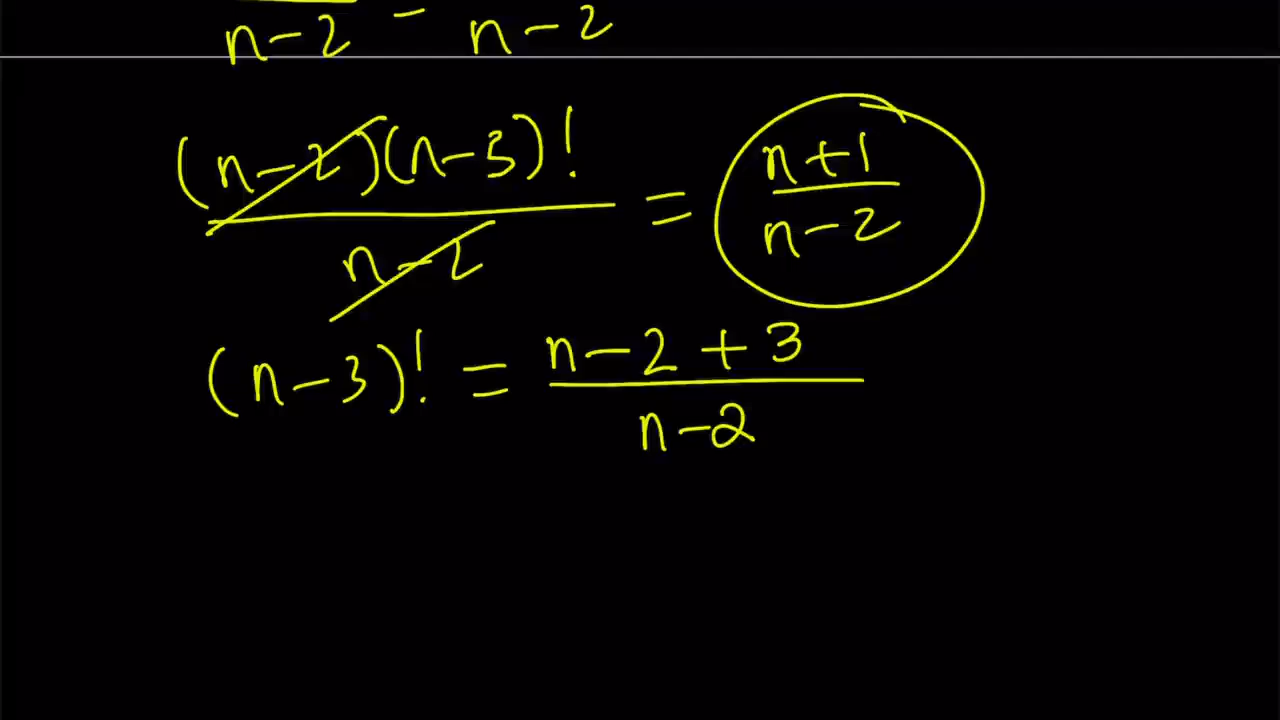 n-2 = n-2
(n-2)(n-3)! / n-2 = n+1 / n-2
(n-3)! = n-2+3 / n-2